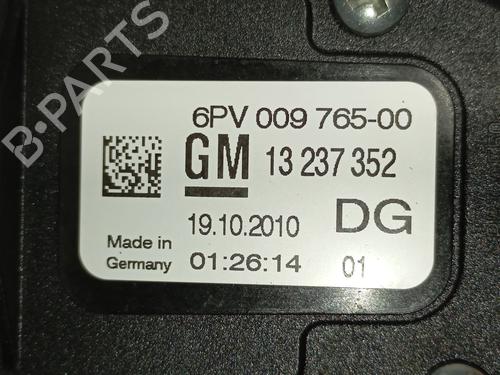 B-PARTS
6PV 009 765-00
GM 13 237 352
19.10.2010 DG
Made in
Germany 01:26:14 01